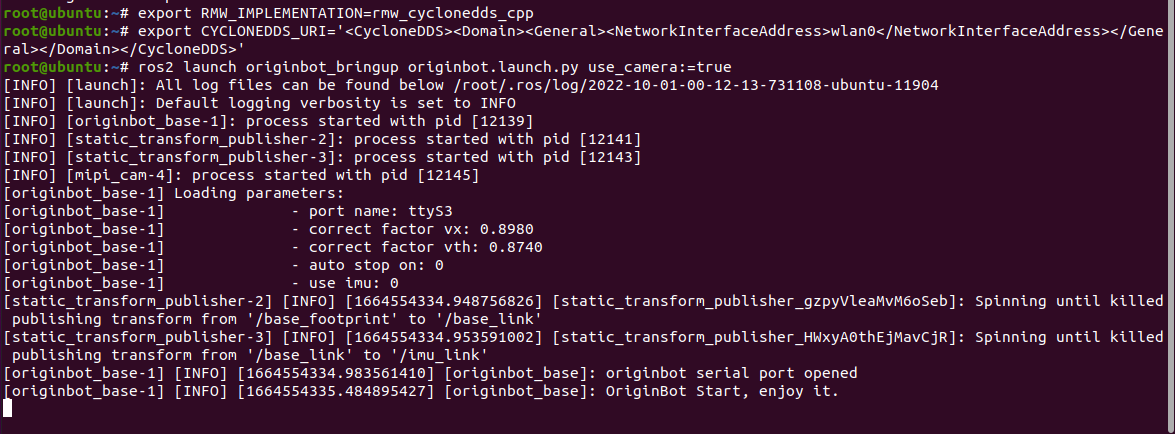 root@ubuntu:~# export RMW_IMPLEMENTATION=rmw_cyclonedds_cpp
root@ubuntu:~# export CYCLONEDDS_URI='<CycloneDDS><Domain><General><NetworkInterfaceAddress>wlan0</NetworkInterfaceAddress></Gene
ral></Domain></CycloneDDS>'
root@ubuntu:~# ros2 launch originbot_bringup originbot.launch.py use_camera:=true
[INFO] [launch]: All log files can be found below /root/.ros/log/2022-10-01-00-12-13-731108-ubuntu-11904
[INFO] [launch]: Default logging verbosity is set to INFO
[INFO] [originbot_base-1]: process started with pid [12139]
[INFO] [static_transform_publisher-2]: process started with pid [12141]
[INFO] [static_transform_publisher-3]: process started with pid [12143]
[INFO] [mipi_cam-4]: process started with pid [12145]
[originbot_base-1] Loading parameters:
[originbot_base-1]              - port name: ttyS3
[originbot_base-1]              - correct factor vx: 0.8980
[originbot_base-1]              - correct factor vth: 0.8740
[originbot_base-1]              - auto stop on: 0
[originbot_base-1]              - use imu: 0
[static_transform_publisher-2] [INFO] [1664554334.948756826] [static_transform_publisher_gzpyVleaMvM6oSeb]: Spinning until killed
 publishing transform from '/base_footprint' to '/base_link'
[static_transform_publisher-3] [INFO] [1664554334.953591002] [static_transform_publisher_HWxyA0thEjMavCjR]: Spinning until killed
 publishing transform from '/base_link' to '/imu_link'
[originbot_base-1] [INFO] [1664554334.983561410] [originbot_base]: originbot serial port opened
[originbot_base-1] [INFO] [1664554335.484895427] [originbot_base]: OriginBot Start, enjoy it.